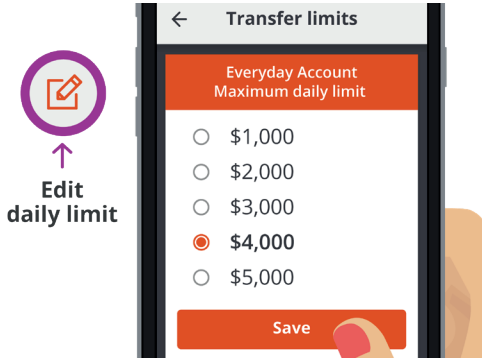 Transfer limits
Everyday Account
Maximum daily limit
$1,000
$2,000
$3,000
$4,000
$5,000
Save
Edit
daily limit